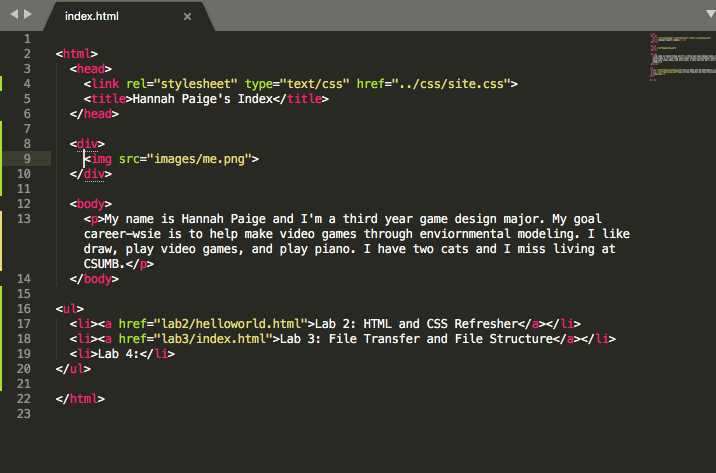 index.html
1
2 <html>
3 <head>
4 <link rel="stylesheet" type="text/css" href="../css/site.css">
5 <title>Hannah Paige's Index</title>
6 </head>
7
8 <div>
9 <img src="images/me.png">
10 </div>
11
12 <body>
13 <p>My name is Hannah Paige and I'm a third year game design major. My goal
career-wsie is to help make video games through enviornmental modeling. I like
draw, play video games, and play piano. I have two cats and I miss living at
CSUMB.</p>
14 </body>
15
16 <ul>
17 <li><a href="lab2/helloworld.html">Lab 2: HTML and CSS Refresher</a></li>
18 <li><a href="lab3/index.html">Lab 3: File Transfer and File Structure</a></li>
19 <li>Lab 4:</li>
20 </ul>
21
22 </html>
23